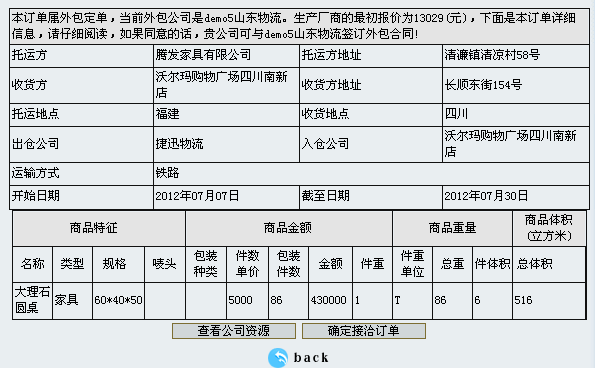 本订单属外包定单，当前外包公司是demo5山东物流。生产厂商的最初报价为13029(元)，下面是本订单详细
信息，请仔细阅读，如果同意的话，贵公司可与demo5山东物流签订外包合同!
托运方 腾发家具有限公司 托运方地址 清濂镇清凉村58号
收货方 沃尔玛购物广场四川南新店 收货方地址 长顺东街154号
托运地点 福建 收货地点 四川
出仓公司 捷迅物流 入仓公司 沃尔玛购物广场四川南新店
运输方式 铁路
开始日期 2012年07月07日 截至日期 2012年07月30日
商品特征 商品金额 商品重量 商品体积(立方米)
名称 类型 规格 唛头 包装种类 件数单价 包装件数 金额 件重 件重单位 总重 件体积 总体积
大理石圆桌 家具 60*40*50 5000 86 430000 1 T 86 6 516
查看公司资源 确定接洽订单
back